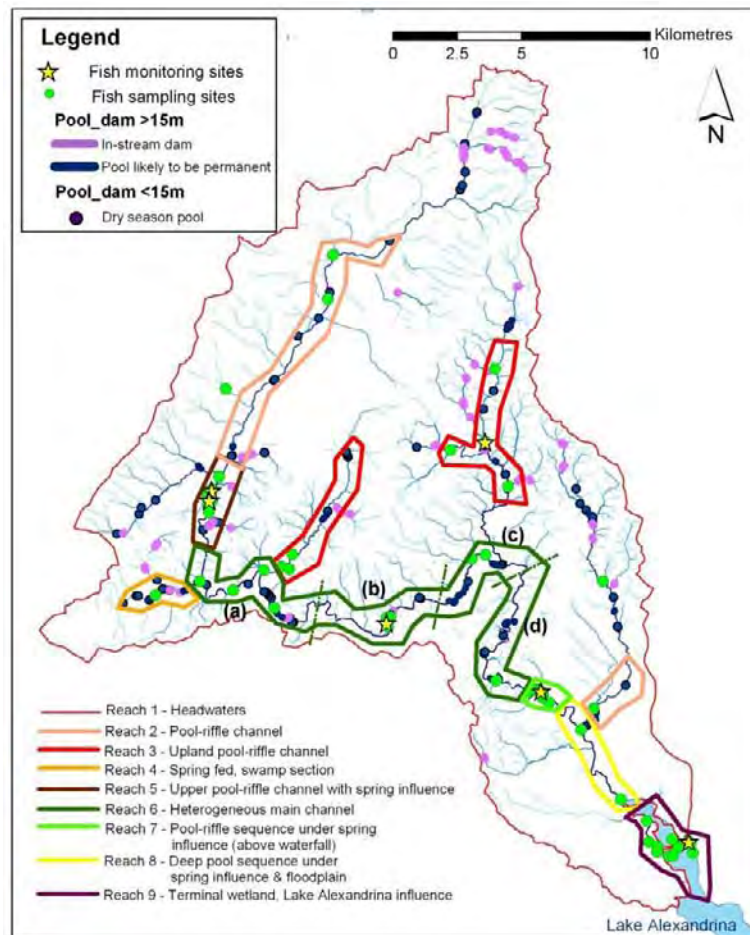 Legend
Fish monitoring sites
Fish sampling sites
Pool_dam >15m
In-stream dam
Pool likely to be permanent
Pool_dam <15m
Dry season pool
Kilometres
0 2.5 5 10
N
(c)
(b)
(a)
(d)
Reach 1 - Headwaters
Reach 2 - Pool-riffle channel
Reach 3 - Upland pool-riffle channel
Reach 4 - Spring fed, swamp section
Reach 5 - Upper pool-riffle channel with spring influence
Reach 6 - Heterogeneous main channel
Reach 7 - Pool-riffle sequence under spring
influence (above waterfall)
Reach 8 - Deep pool sequence under
spring influence & floodplain
Reach 9 - Terminal wetland, Lake Alexandrina influence
Lake Alexandrina